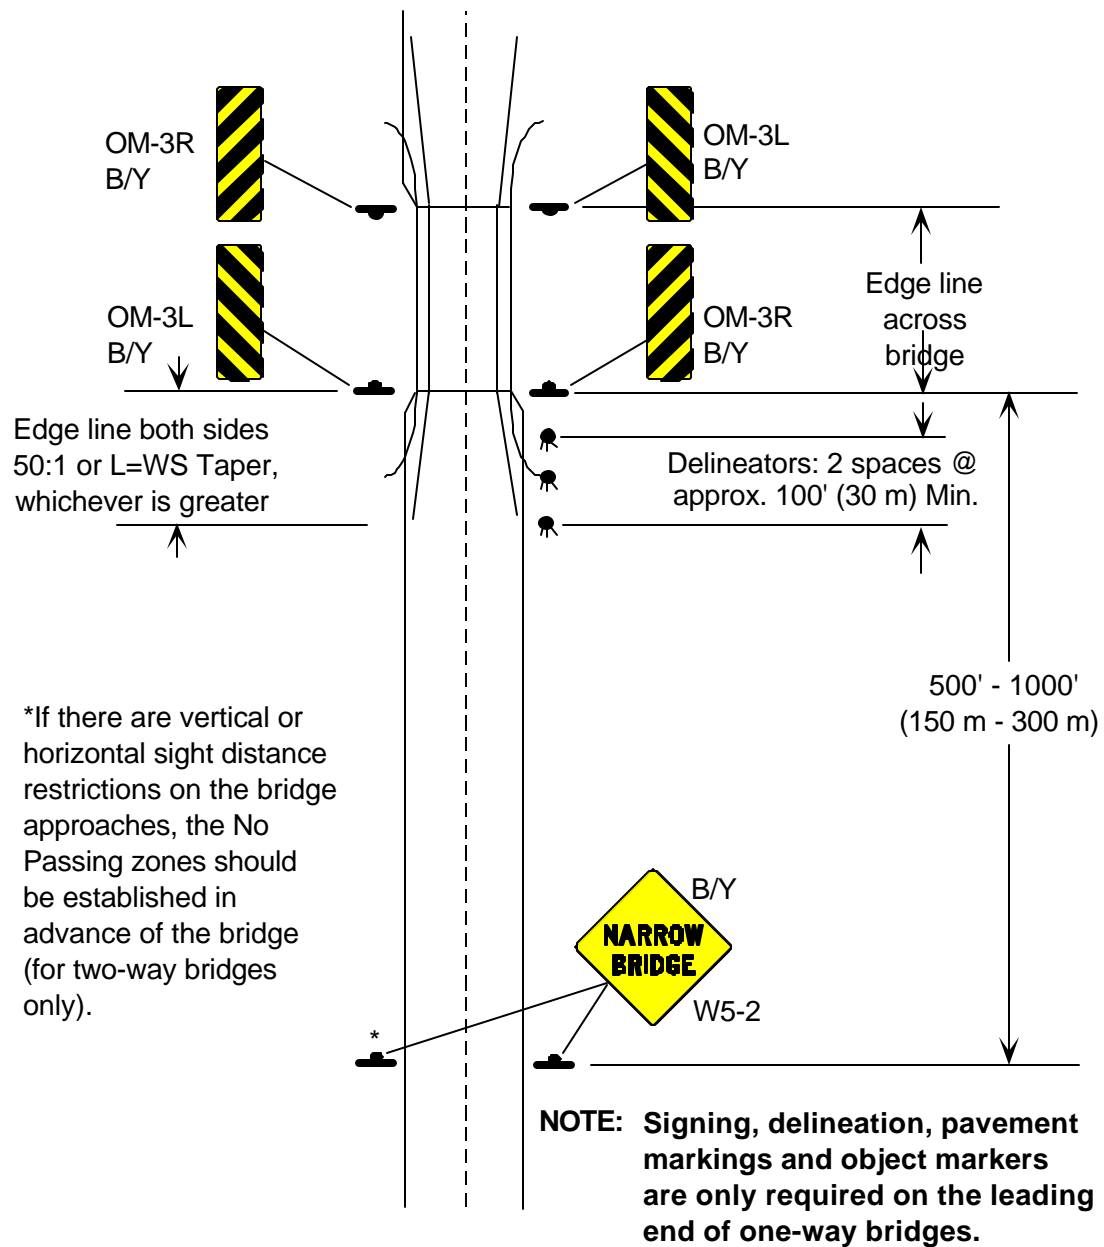 OM-3R
B/Y
OM-3L
B/Y
OM-3L
B/Y
OM-3R
B/Y
Edge line
across
bridge
Edge line both sides
50:1 or L=WS Taper,
whichever is greater
Delineators: 2 spaces @
approx. 100' (30 m) Min.
500' - 1000'
(150 m - 300 m)
*If there are vertical or
horizontal sight distance
restrictions on the bridge
approaches, the No
Passing zones should
be established in
advance of the bridge
(for two-way bridges
only).
B/Y
NARROW
BRIDGE
W5-2
*
NOTE: Signing, delineation, pavement
markings and object markers
are only required on the leading
end of one-way bridges.